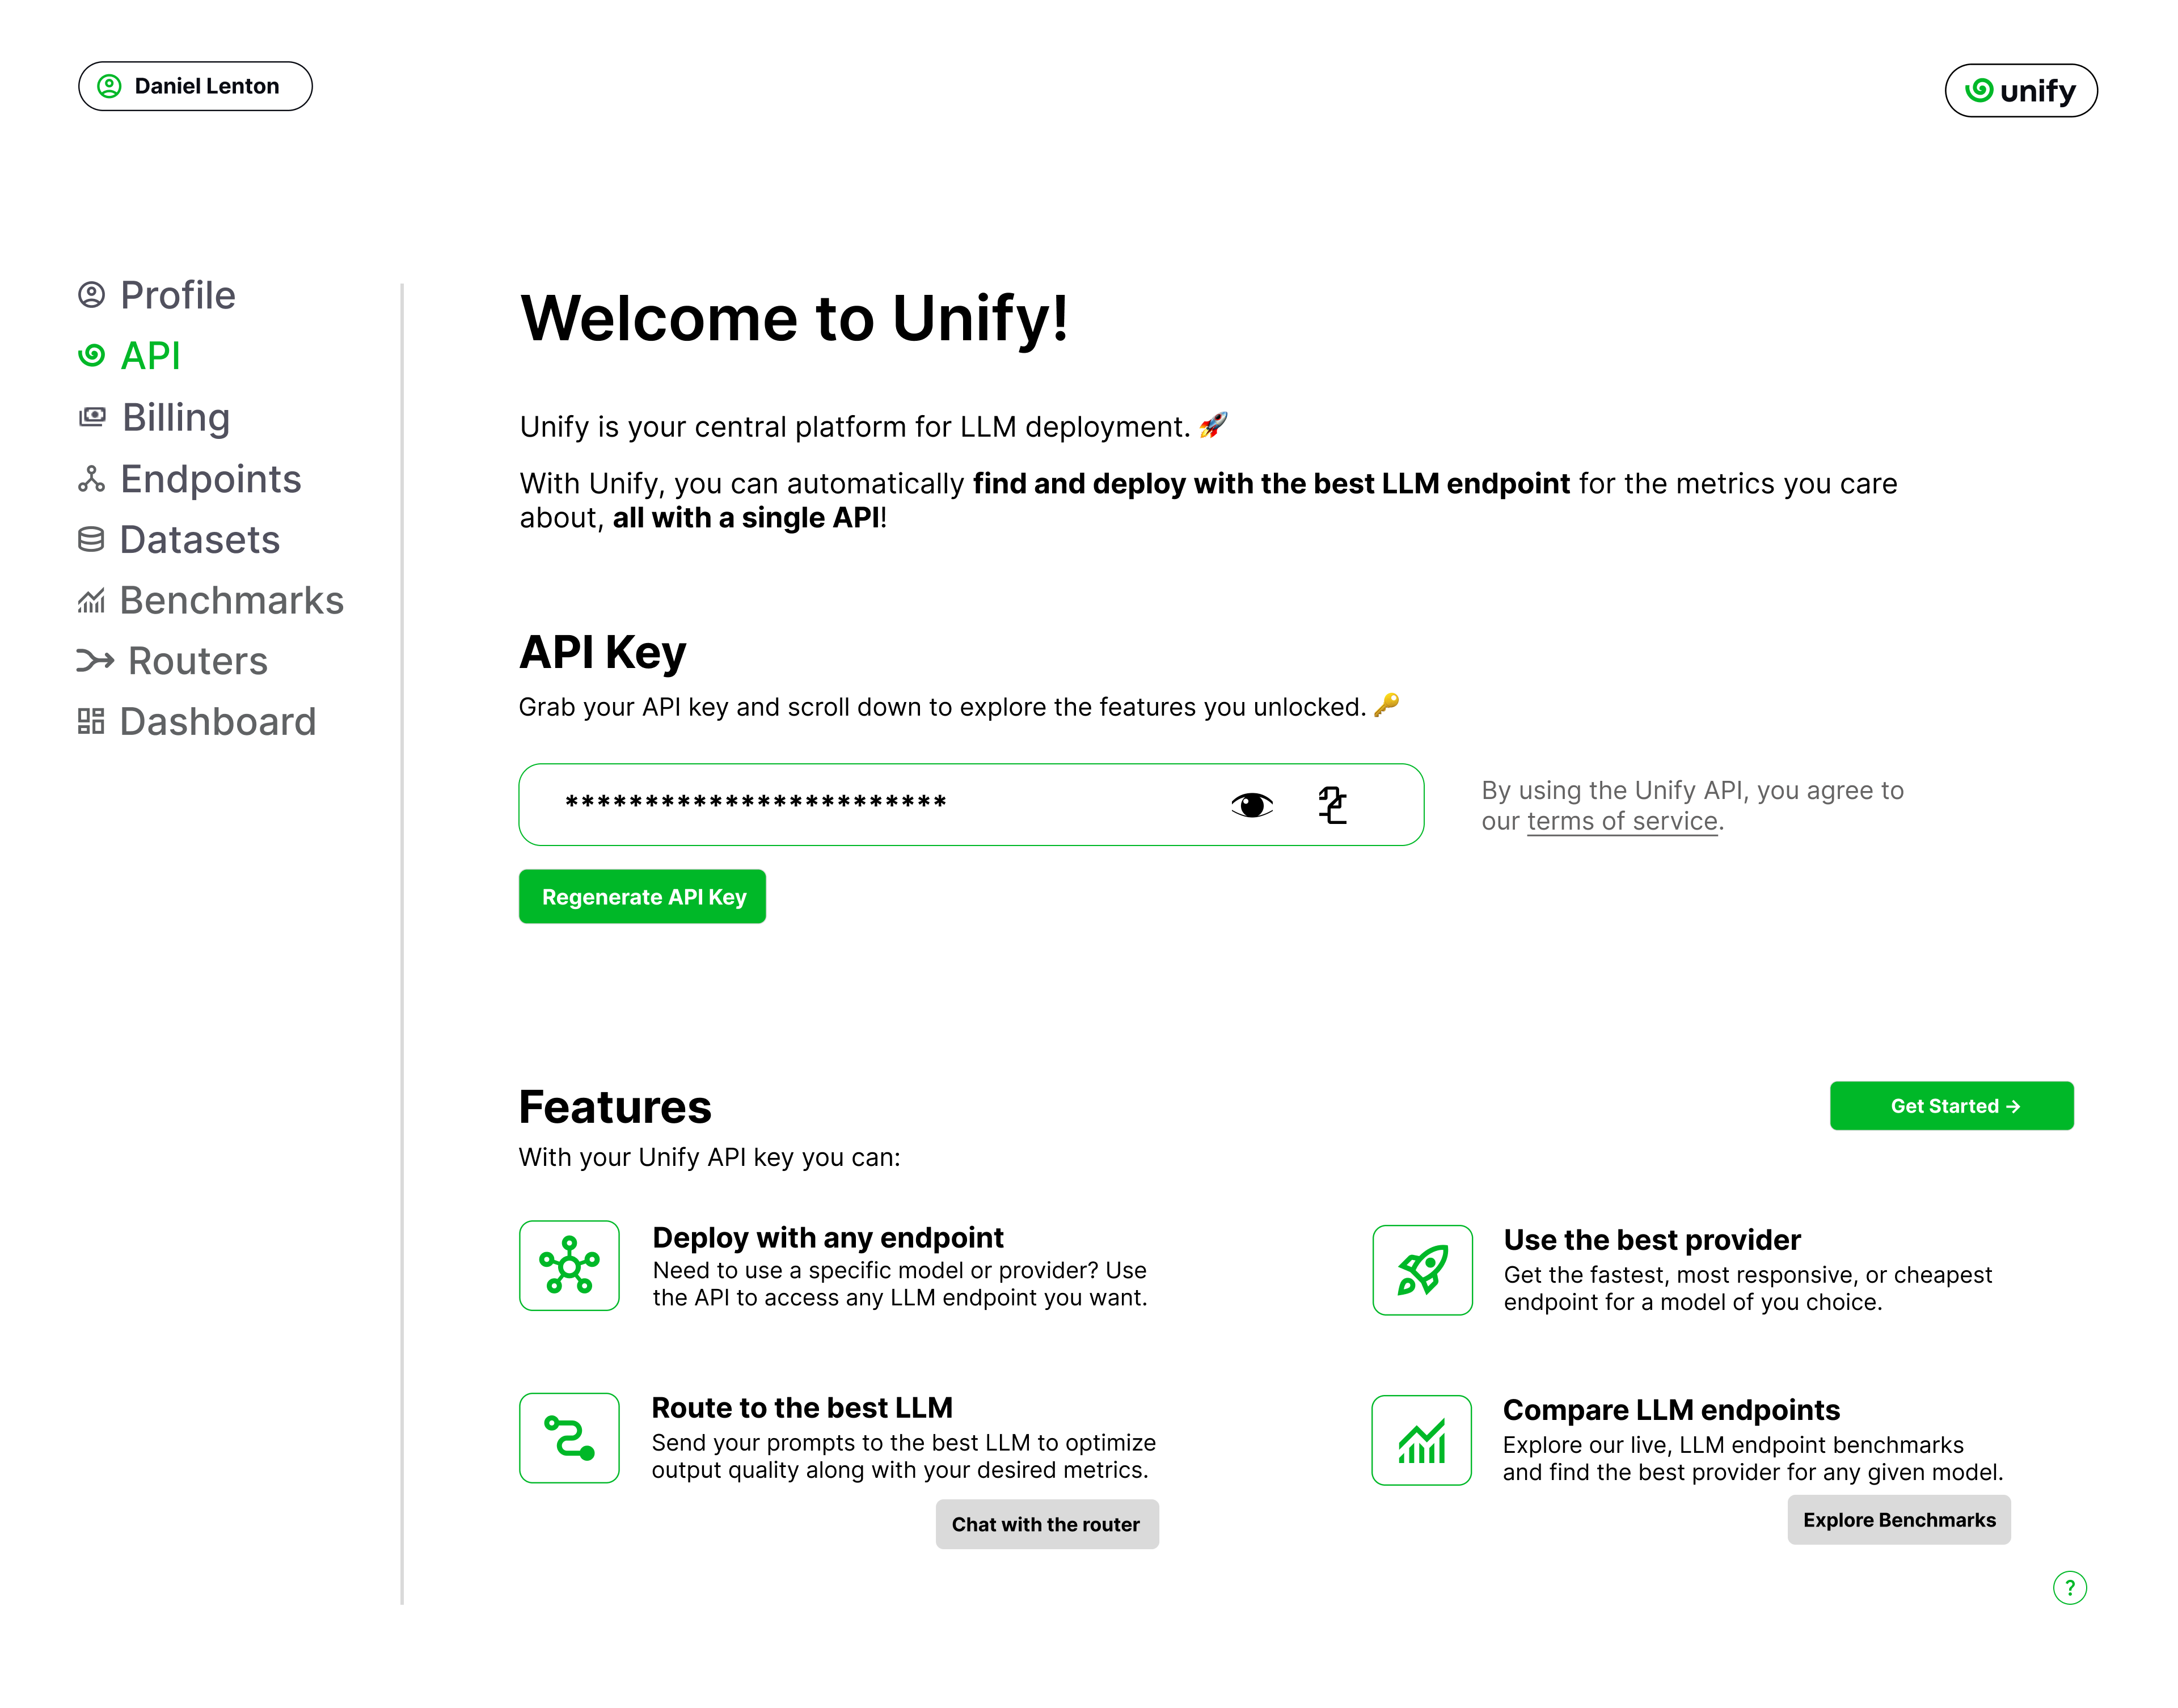 Daniel Lenton
unify
Profile
API
Billing
Endpoints
Datasets
Benchmarks
Routers
Dashboard
Welcome to Unify!
Unify is your central platform for LLM deployment. 🚀
With Unify, you can automatically find and deploy with the best LLM endpoint for the metrics you care
about, all with a single API!
API Key
Grab your API key and scroll down to explore the features you unlocked. 🔑
************************
By using the Unify API, you agree to
our terms of service.
Regenerate API Key
Features
Get Started →
With your Unify API key you can:
Deploy with any endpoint
Need to use a specific model or provider? Use
the API to access any LLM endpoint you want.
Use the best provider
Get the fastest, most responsive, or cheapest
endpoint for a model of you choice.
Route to the best LLM
Send your prompts to the best LLM to optimize
output quality along with your desired metrics.
Chat with the router
Compare LLM endpoints
Explore our live, LLM endpoint benchmarks
and find the best provider for any given model.
Explore Benchmarks
?